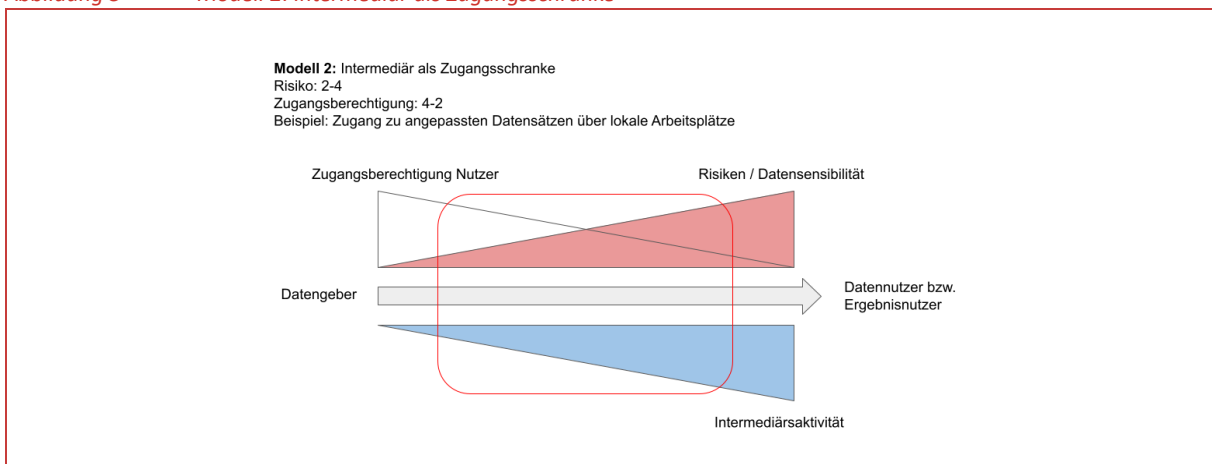 Modell 2: Intermediär als Zugangsschranke
Risiko: 2-4
Zugangsberechtigung: 4-2
Beispiel: Zugang zu angepassten Datensätzen über lokale Arbeitsplätze
Zugangsberechtigung Nutzer
Risiken / Datensensibilität
Datengeber
Datennutzer bzw.
Ergebnisnutzer
Intermediärsaktivität